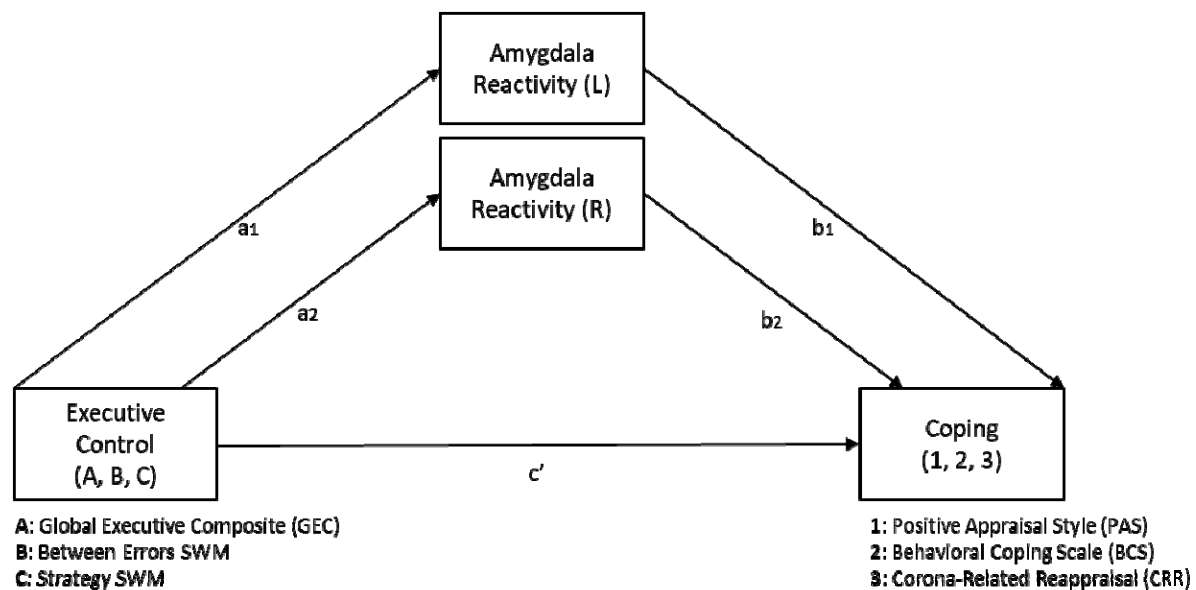 Amygdala
Reactivity (L)
Amygdala
Reactivity (R)
a1
b1
a2
b2
Executive
Control
(A, B, C)
Coping
(1, 2, 3)
c'
A: Global Executive Composite (GEC)
B: Between Errors SWM
C: Strategy SWM
1: Positive Appraisal Style (PAS)
2: Behavioral Coping Scale (BCS)
3: Corona-Related Reappraisal (CRR)